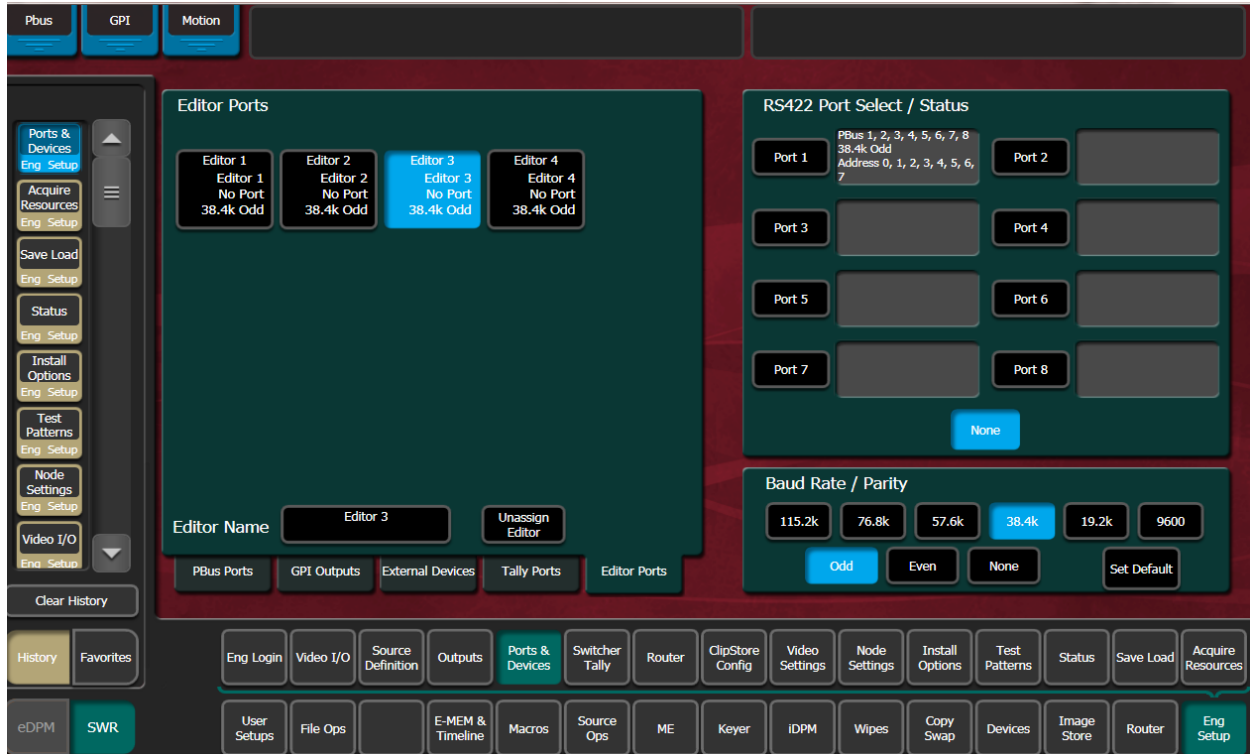 Pbus GPI Motion
Editor Ports
RS422 Port Select / Status
Ports &
Devices
Eng Setup
Acquire
Resources
Eng Setup
Save Load
Eng Setup
Status
Eng Setup
Install
Options
Eng Setup
Test
Patterns
Eng Setup
Node
Settings
Eng Setup
Video I/O
Eng Setup
Clear History
History Favorites
eDPM SWR
Editor 1
Editor 1
No Port
38.4k Odd
Editor 2
Editor 2
No Port
38.4k Odd
Editor 3
Editor 3
No Port
38.4k Odd
Editor 4
Editor 4
No Port
38.4k Odd
Editor Name Editor 3
Unassign
Editor
PBus Ports GPI Outputs External Devices Tally Ports Editor Ports
Port 1
PBus 1, 2, 3, 4, 5, 6, 7, 8
38.4k Odd
Address 0, 1, 2, 3, 4, 5, 6,
7
Port 2
Port 3 Port 4
Port 5 Port 6
Port 7 Port 8
None
Baud Rate / Parity
115.2k 76.8k 57.6k 38.4k 19.2k 9600
Odd Even None Set Default
Eng Login
Video I/O
Source
Definition
Outputs
Ports &
Devices
Switcher
Tally
Router
ClipStore
Config
Video
Settings
Node
Settings
Install
Options
Test
Patterns
Status
Save Load
Acquire
Resources
User
Setups
File Ops
E-MEM &
Timeline
Macros
Source
Ops
ME
Keyer
iDPM
Wipes
Copy
Swap
Devices
Image
Store
Router
Eng
Setup